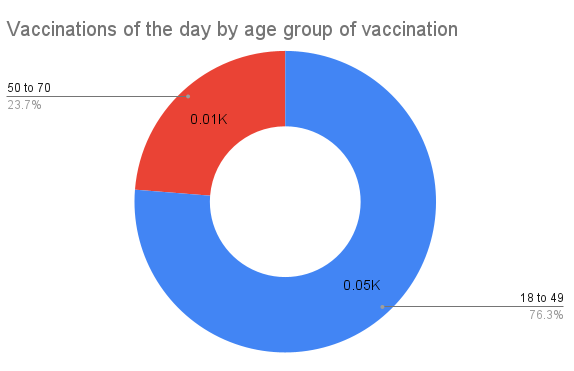 Vaccinations of the day by age group of vaccination
50 to 70
23.7%
0.01K
0.05K
18 to 49
76.3%